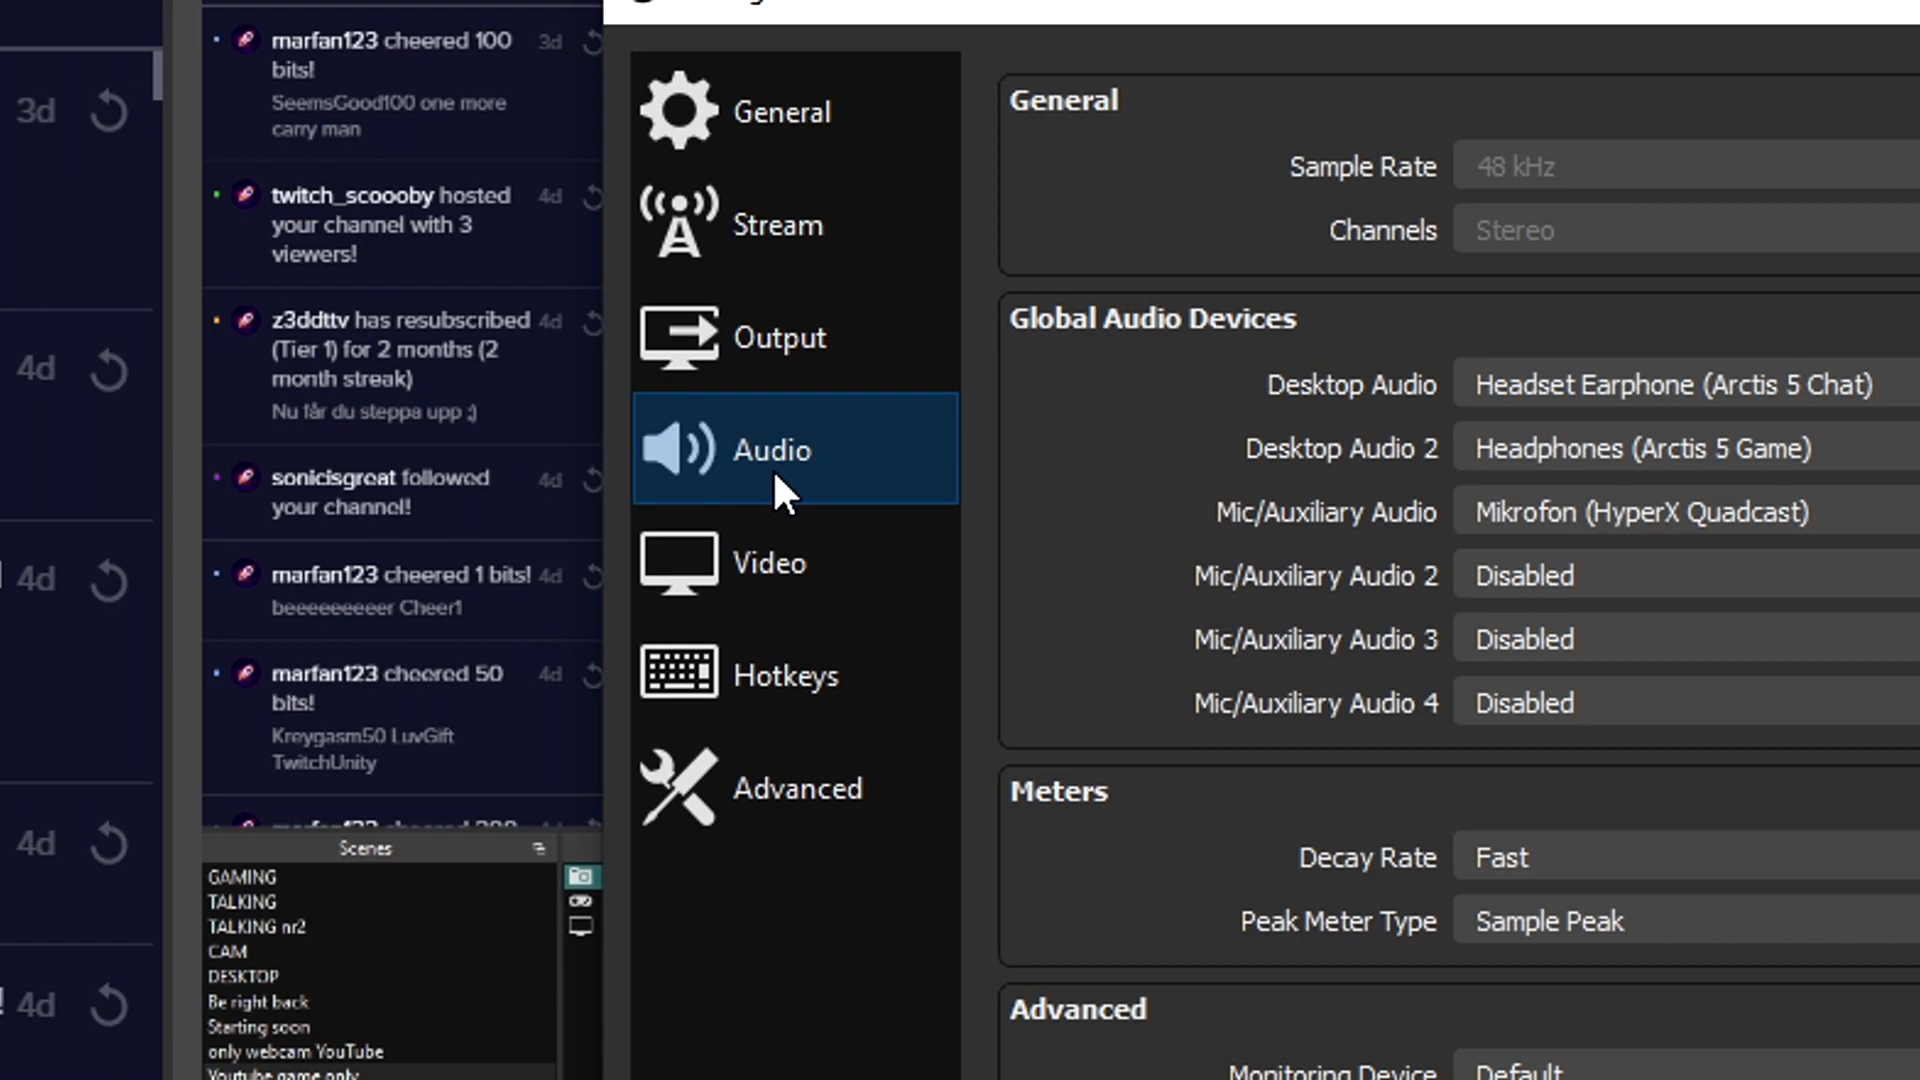 3d
4d
4d
4d
4d
marfan123 cheered 100 3d
bits!
SeemsGood100 one more
carry man
twitch_scoooby hosted 4d
your channel with 3
viewers!
z3ddttv has resubscribed 4d
(Tier 1) for 2 months (2
month streak)
Nu får du steppa upp ;)
sonicisgreat followed 4d
your channel!
marfan123 cheered 1 bits! 4d
beeeeeeeeer Cheer1
marfan123 cheered 50 4d
bits!
Kreygasm50 LuvGift
TwitchUnity
Scenes
GAMING
TALKING
TALKING nr2
CAM
DESKTOP
Be right back
Starting soon
only webcam YouTube
Youtube game only
General
Stream
Output
Audio
Video
Hotkeys
Advanced
General
Sample Rate 48 kHz
Channels Stereo
Global Audio Devices
Desktop Audio Headset Earphone (Arctis 5 Chat)
Desktop Audio 2 Headphones (Arctis 5 Game)
Mic/Auxiliary Audio Mikrofon (HyperX Quadcast)
Mic/Auxiliary Audio 2 Disabled
Mic/Auxiliary Audio 3 Disabled
Mic/Auxiliary Audio 4 Disabled
Meters
Decay Rate Fast
Peak Meter Type Sample Peak
Advanced
Monitoring Device Default